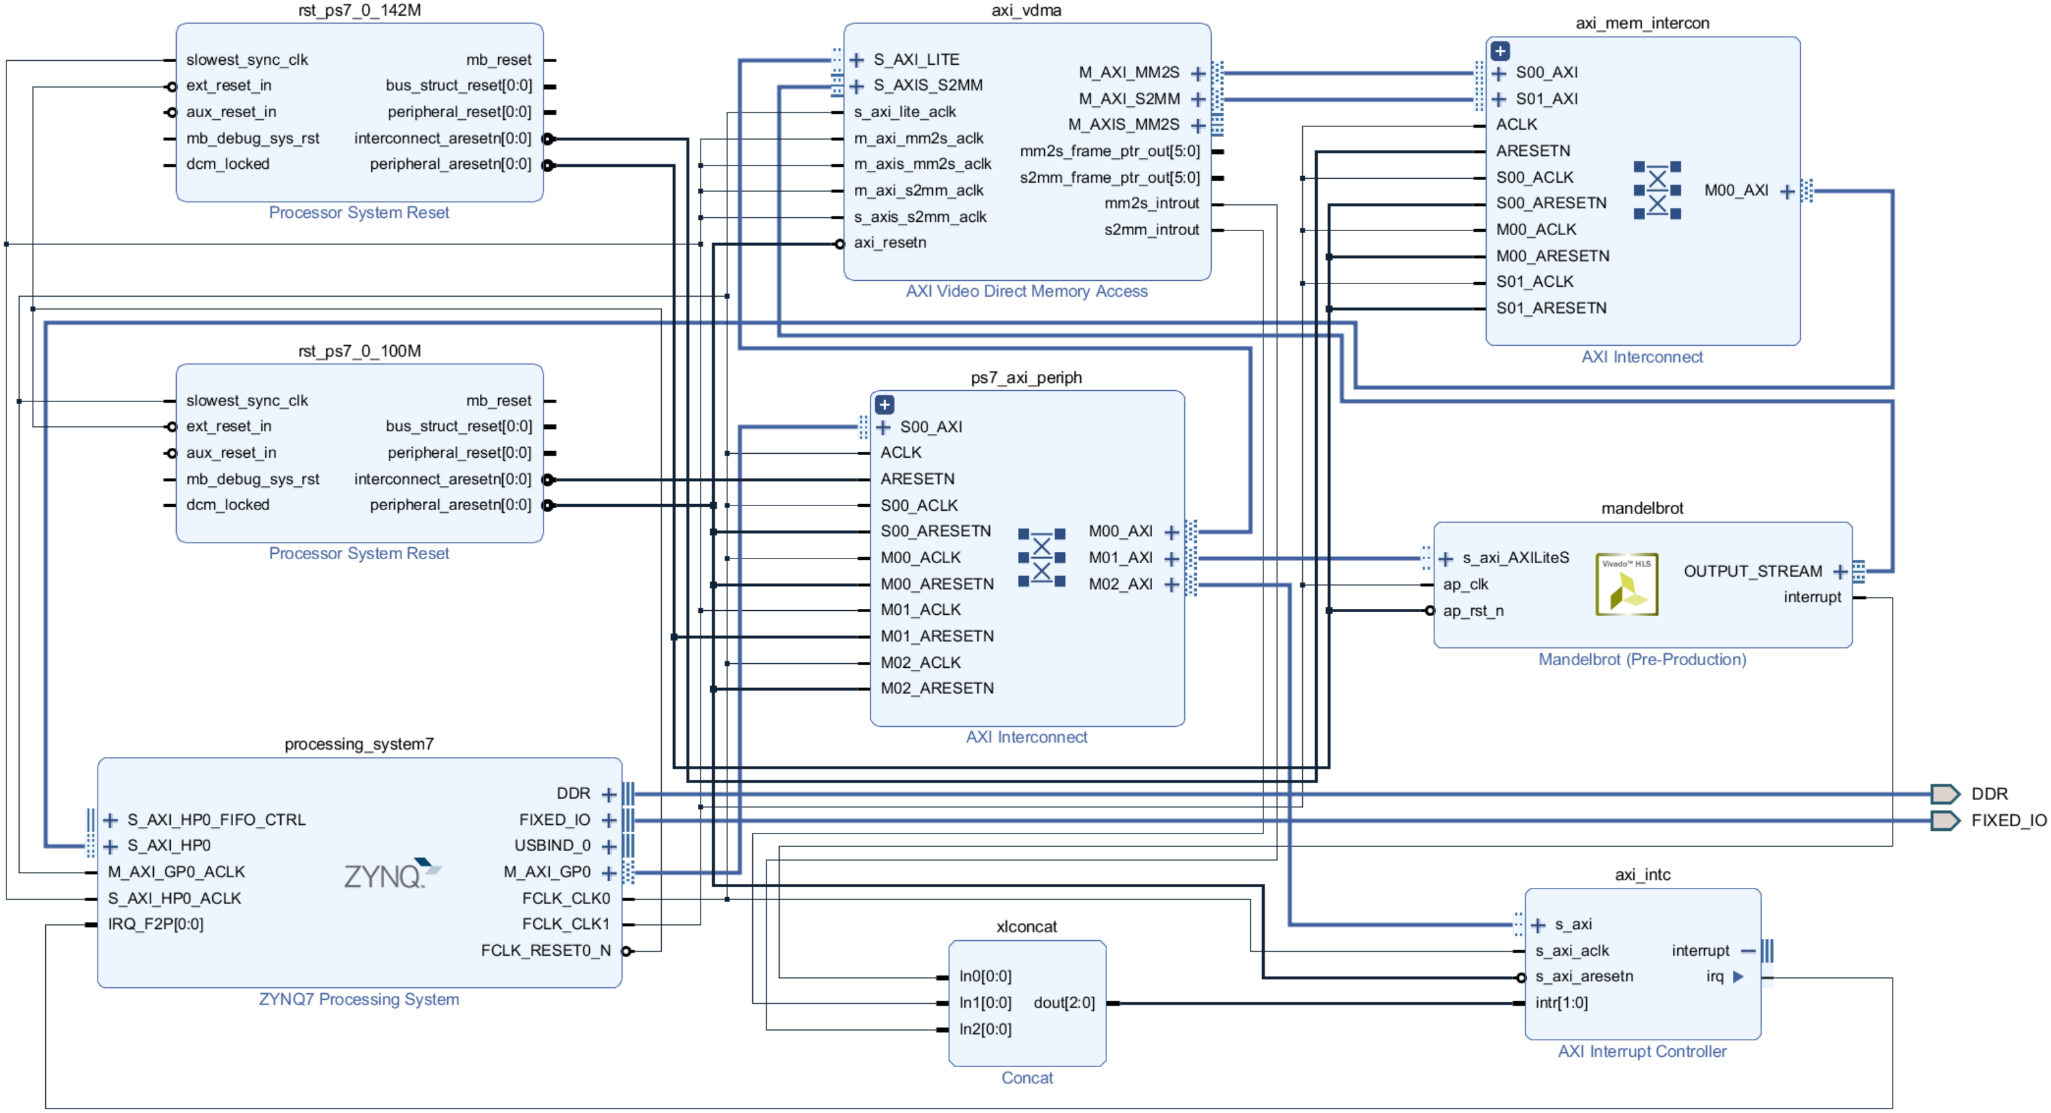 rst_ps7_0_142M
slowest_sync_clk
ext_reset_in
aux_reset_in
mb_debug_sys_rst
dcm_locked
mb_reset
bus_struct_reset[0:0]
peripheral_reset[0:0]
interconnect_aresetn[0:0]
peripheral_aresetn[0:0]
Processor System Reset
axi_vdma
S_AXI_LITE
S_AXIS_S2MM
s_axi_lite_aclk
m_axi_mm2s_aclk
m_axis_mm2s_aclk
m_axi_s2mm_aclk
s_axis_s2mm_aclk
axi_resetn
M_AXI_MM2S
M_AXI_S2MM
M_AXIS_MM2S
mm2s_frame_ptr_out[5:0]
s2mm_frame_ptr_out[5:0]
mm2s_introut
s2mm_introut
AXI Video Direct Memory Access
axi_mem_intercon
S00_AXI
S01_AXI
ACLK
ARESETN
S00_ACLK
S00_ARESETN
M00_ACLK
M00_ARESETN
S01_ACLK
S01_ARESETN
M00_AXI
AXI Interconnect
rst_ps7_0_100M
slowest_sync_clk
ext_reset_in
aux_reset_in
mb_debug_sys_rst
dcm_locked
mb_reset
bus_struct_reset[0:0]
peripheral_reset[0:0]
interconnect_aresetn[0:0]
peripheral_aresetn[0:0]
Processor System Reset
ps7_axi_periph
S00_AXI
ACLK
ARESETN
S00_ACLK
S00_ARESETN
M00_ACLK
M00_ARESETN
M01_ACLK
M01_ARESETN
M02_ACLK
M02_ARESETN
M00_AXI
M01_AXI
M02_AXI
AXI Interconnect
mandelbrot
s_axi_AXILiteS
ap_clk
ap_rst_n
Vivado™ HLS
OUTPUT_STREAM
interrupt
Mandelbrot (Pre-Production)
processing_system7
S_AXI_HP0_FIFO_CTRL
S_AXI_HP0
M_AXI_GP0_ACLK
S_AXI_HP0_ACLK
IRQ_F2P[0:0]
ZYNQ
DDR
FIXED_IO
USBIND_0
M_AXI_GP0
FCLK_CLK0
FCLK_CLK1
FCLK_RESET0_N
ZYNQ7 Processing System
DDR
FIXED_IO
xlconcat
In0[0:0]
In1[0:0]
In2[0:0]
dout[2:0]
Concat
axi_intc
s_axi
s_axi_aclk
s_axi_aresetn
intr[1:0]
interrupt
irq
AXI Interrupt Controller